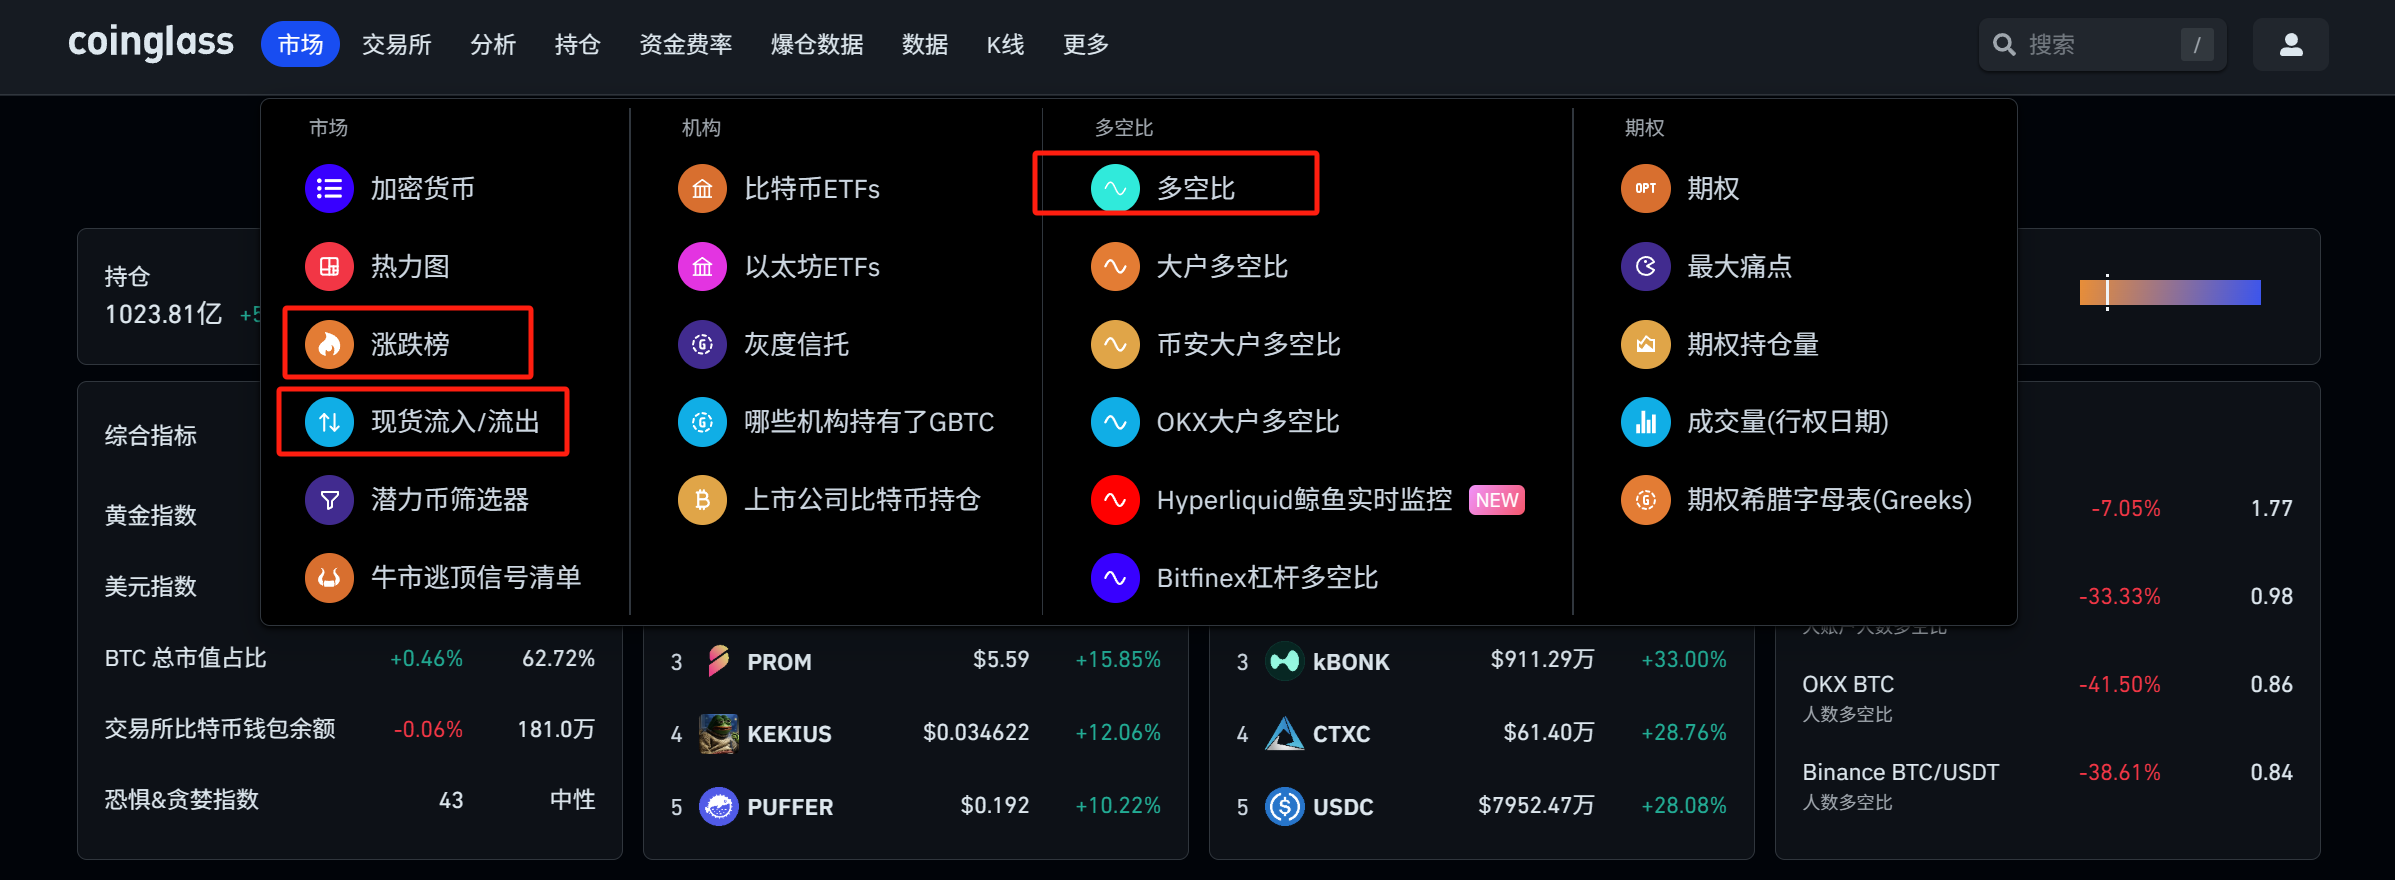 coinglass
市场
交易所
分析
持仓
资金费率
爆仓数据
数据
K线
更多
搜索
/
市场
加密货币
热力图
涨跌榜
现货流入/流出
潜力币筛选器
牛市逃顶信号清单
机构
比特币ETFs
以太坊ETFs
灰度信托
哪些机构持有了GBTC
上市公司比特币持仓
多空比
多空比
大户多空比
币安大户多空比
OKX大户多空比
Hyperliquid鲸鱼实时监控 NEW
Bitfinex杠杆多空比
期权
OPT 期权
最大痛点
期权持仓量
成交量(行权日期)
期权希腊字母表(Greeks)
持仓
1023.81亿 +5
综合指标
黄金指数
美元指数
BTC 总市值占比 +0.46% 62.72%
交易所比特币钱包余额 -0.06% 181.0万
恐惧&贪婪指数 43 中性
3 PROM $5.59 +15.85%
4 KEKIUS $0.034622 +12.06%
5 PUFFER $0.192 +10.22%
3 kBONK $911.29万 +33.00%
4 CTXC $61.40万 +28.76%
5 USDC $7952.47万 +28.08%
-7.05% 1.77
-33.33% 0.98
大账户人数多空比
OKX BTC -41.50% 0.86
人数多空比
Binance BTC/USDT -38.61% 0.84
人数多空比